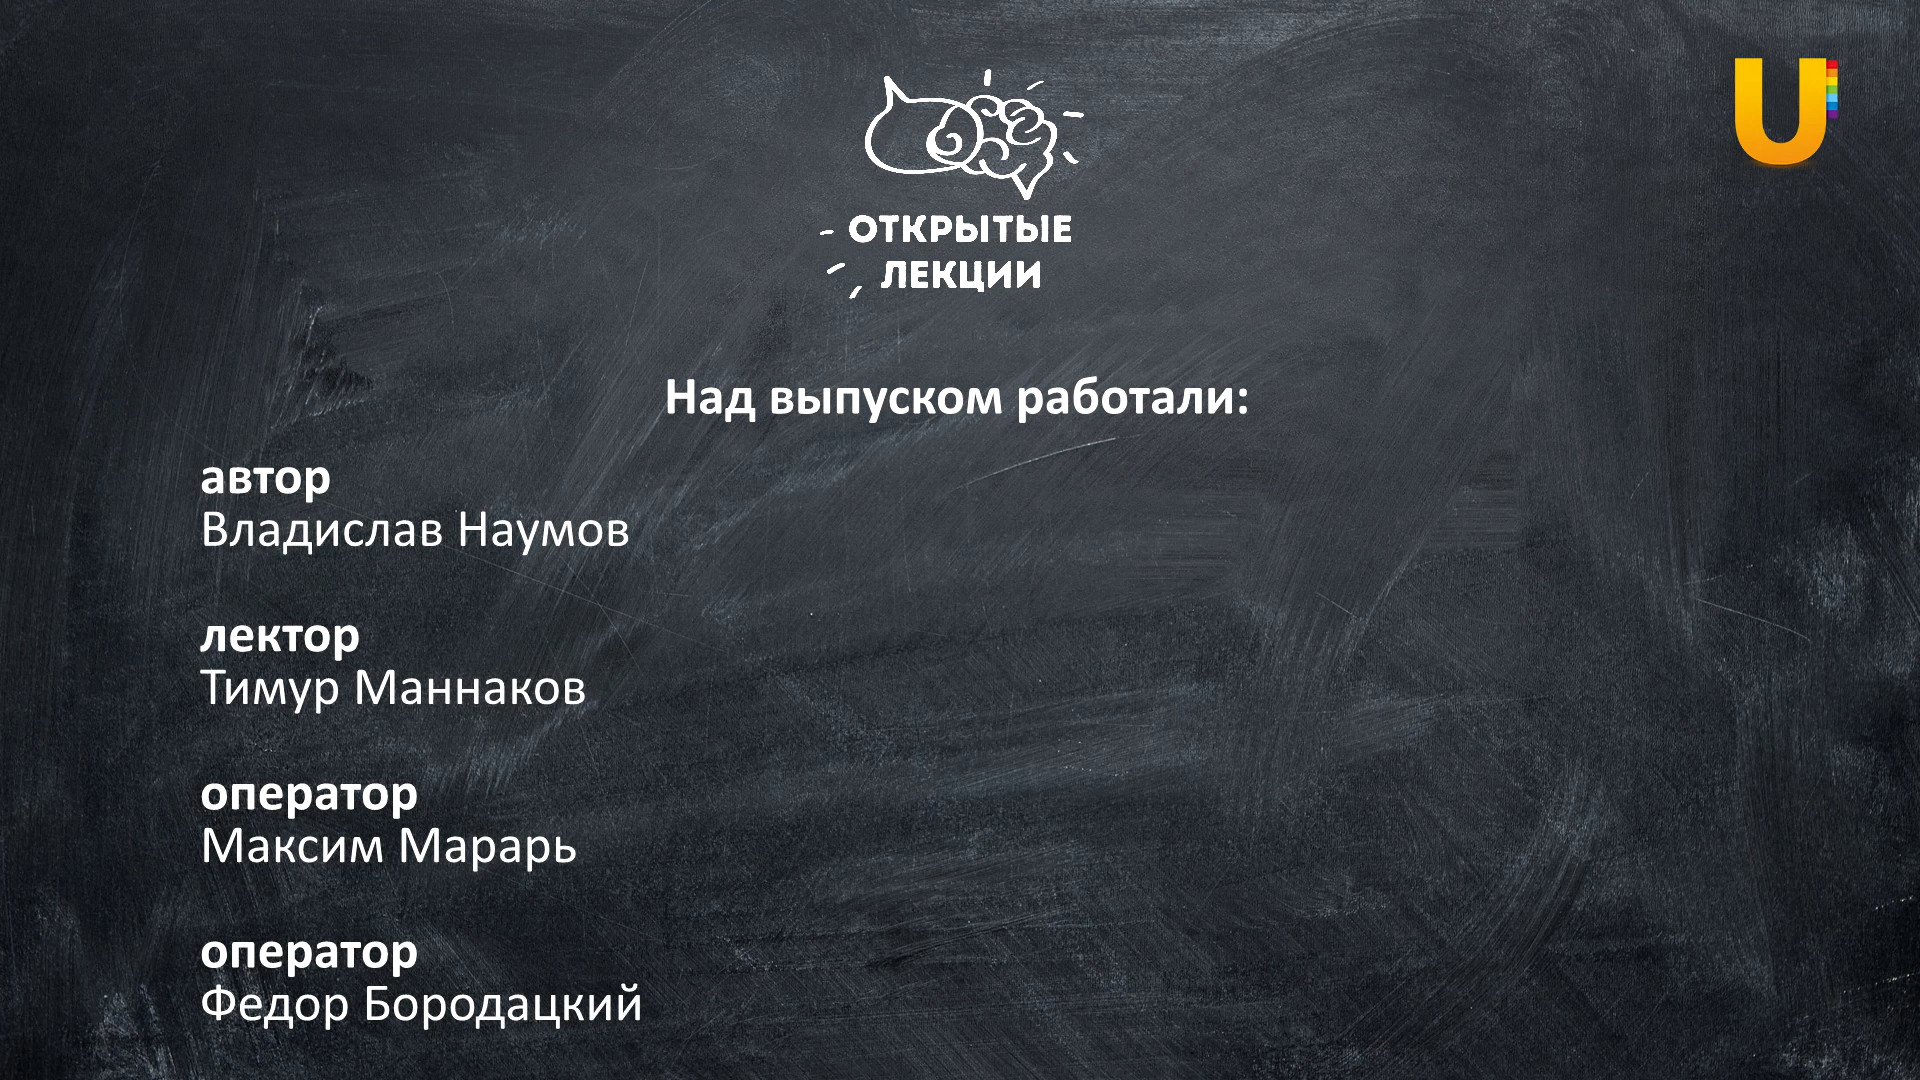 U
ОТКРЫТЫЕ
ЛЕКЦИИ
Над выпуском работали:
автор
Владислав Наумов
лектор
Тимур Маннаков
оператор
Максим Марарь
оператор
Федор Бородацкий